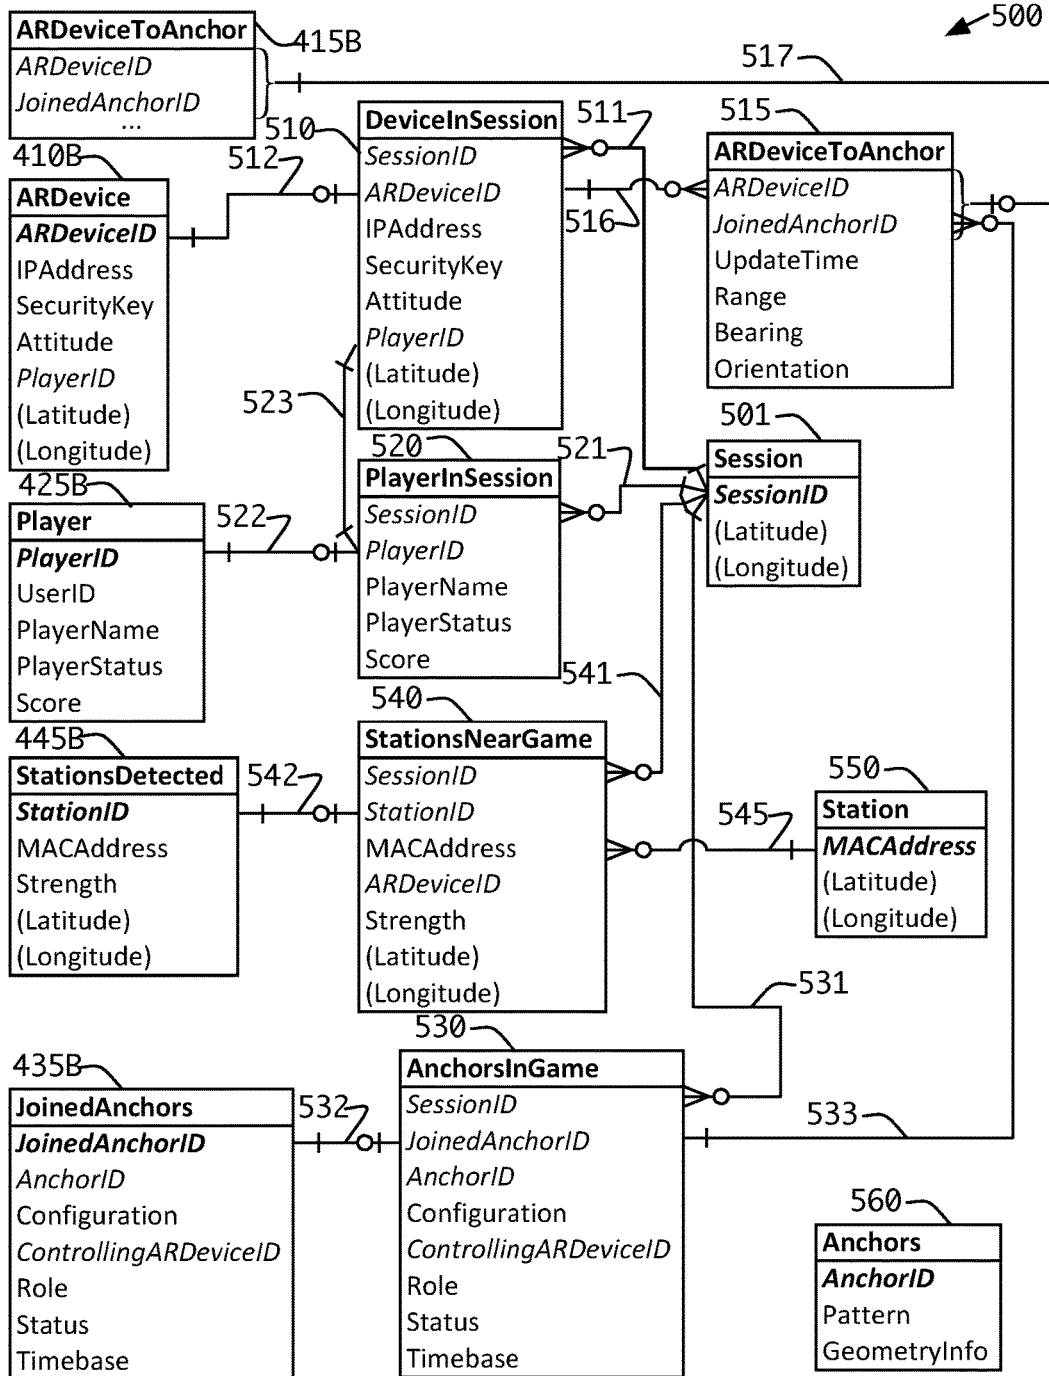 500
ARDeviceToAnchor
415B
ARDeviceID
JoinedAnchorID
...
517
510
DeviceInSession
SessionID
ARDeviceID
IPAddress
SecurityKey
Attitude
PlayerID
(Latitude)
(Longitude)
511
516
515
ARDeviceToAnchor
ARDeviceID
JoinedAnchorID
UpdateTime
Range
Bearing
Orientation
410B
512
ARDevice
ARDeviceID
IPAddress
SecurityKey
Attitude
PlayerID
(Latitude)
(Longitude)
523
520
521
PlayerInSession
SessionID
PlayerID
PlayerName
PlayerStatus
Score
501
Session
SessionID
(Latitude)
(Longitude)
425B
522
Player
PlayerID
UserID
PlayerName
PlayerStatus
Score
540
541
StationsNearGame
SessionID
StationID
MACAddress
ARDeviceID
Strength
(Latitude)
(Longitude)
445B
542
StationsDetected
StationID
MACAddress
Strength
(Latitude)
(Longitude)
545
550
Station
MACAddress
(Latitude)
(Longitude)
531
530
AnchorsInGame
SessionID
JoinedAnchorID
AnchorID
Configuration
ControllingARDeviceID
Role
Status
Timebase
533
435B
532
JoinedAnchors
JoinedAnchorID
AnchorID
Configuration
ControllingARDeviceID
Role
Status
Timebase
560
Anchors
AnchorID
Pattern
GeometryInfo